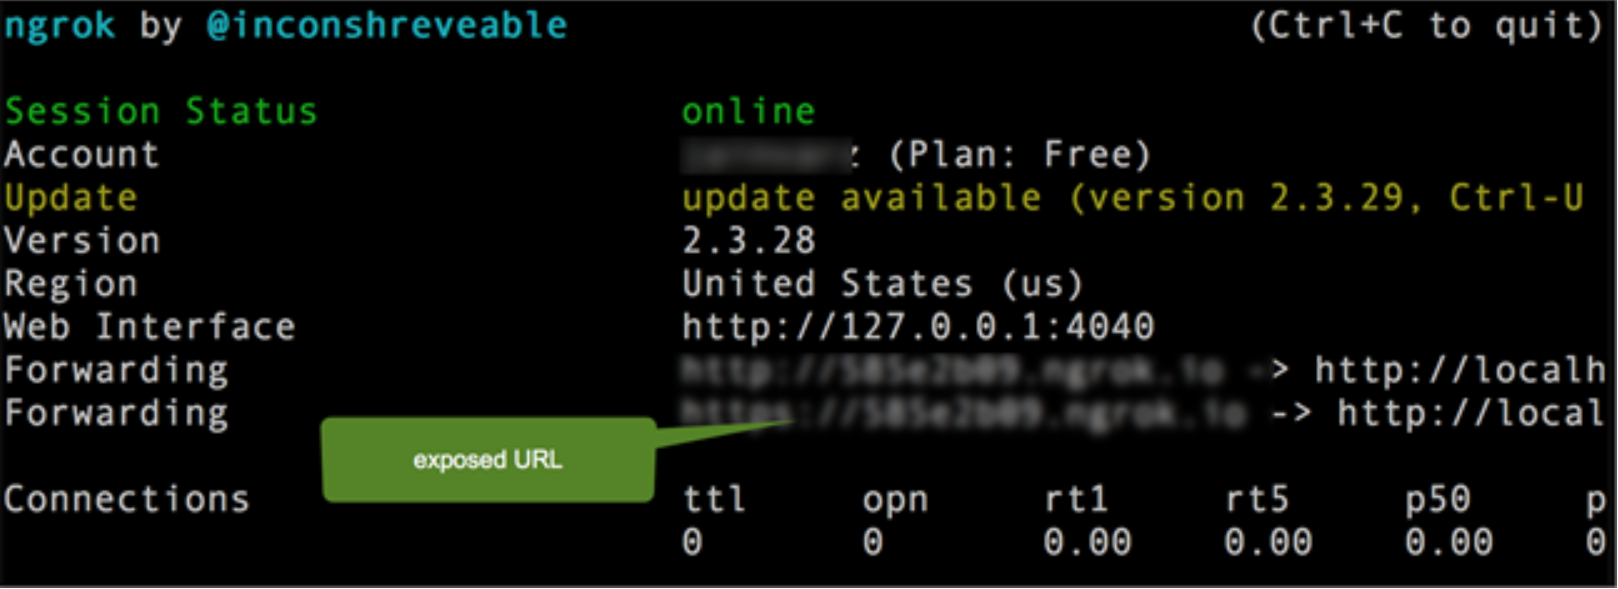 ngrok by @inconshreveable (Ctrl+C to quit)
Session Status online
Account z (Plan: Free)
Update update available (version 2.3.29, Ctrl-U
Version 2.3.28
Region United States (us)
Web Interface http://127.0.0.1:4040
Forwarding -> http://localh
Forwarding -> http://local
exposed URL
Connections ttl opn rt1 rt5 p50 p
0 0 0.00 0.00 0.00 0